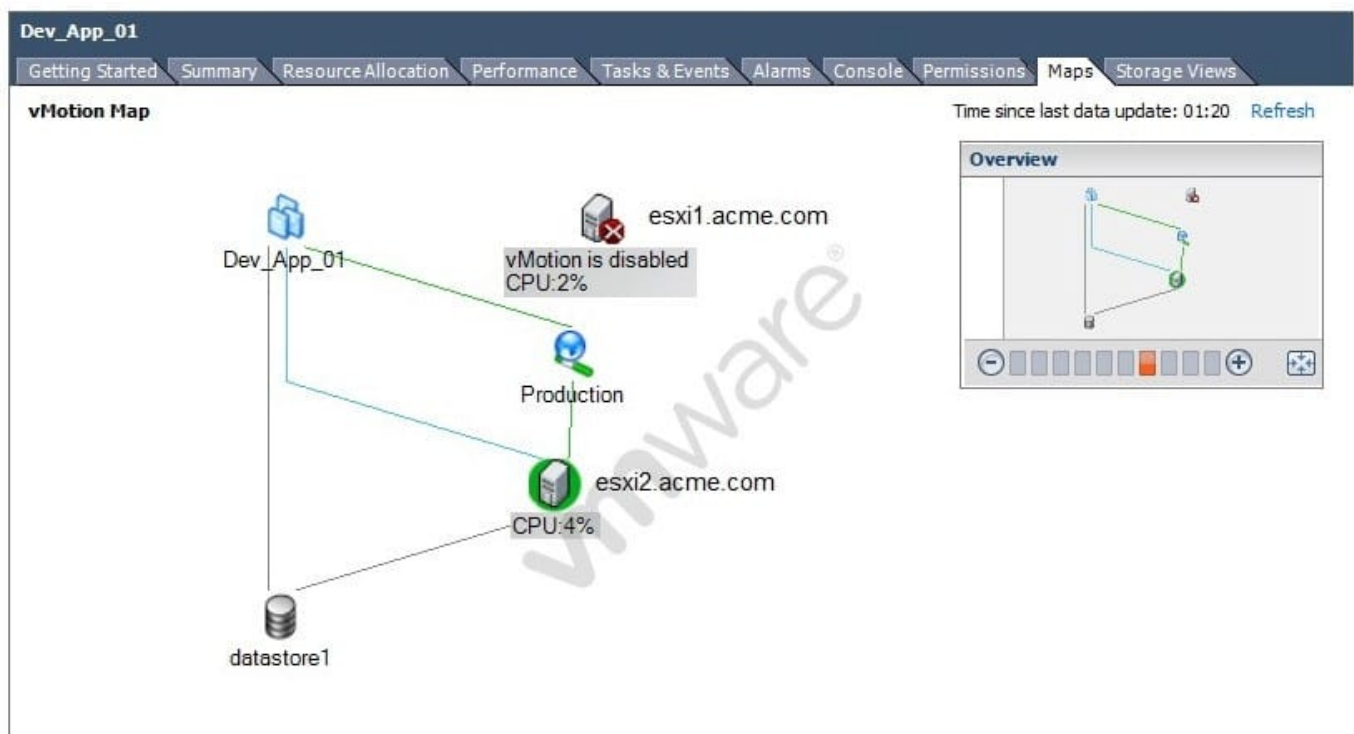 Dev_App_01
Getting Started Summary Resource Allocation Performance Tasks & Events Alarms Console Permissions Maps Storage Views
vMotion Map
Time since last data update: 01:20 Refresh
Overview
Dev_App_01
esxi1.acme.com
vMotion is disabled
CPU:2%
Production
esxi2.acme.com
CPU:4%
datastore1
vmware®